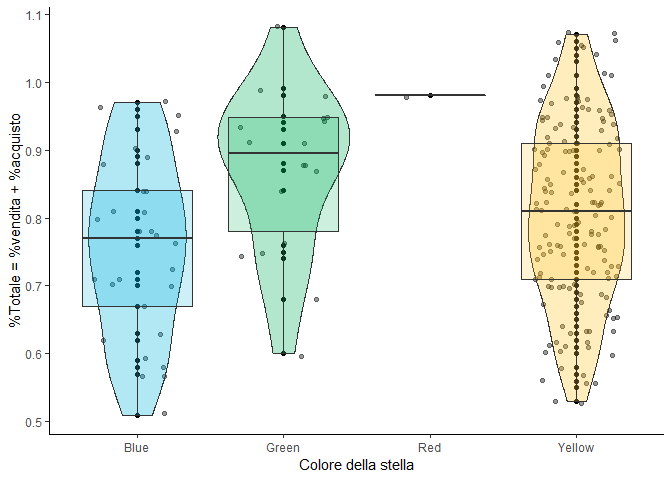 1.1
1.0
0.9
0.8
0.7
0.6
0.5
%Totale = %vendita + %acquisto
Blue Green Red Yellow
Colore della stella